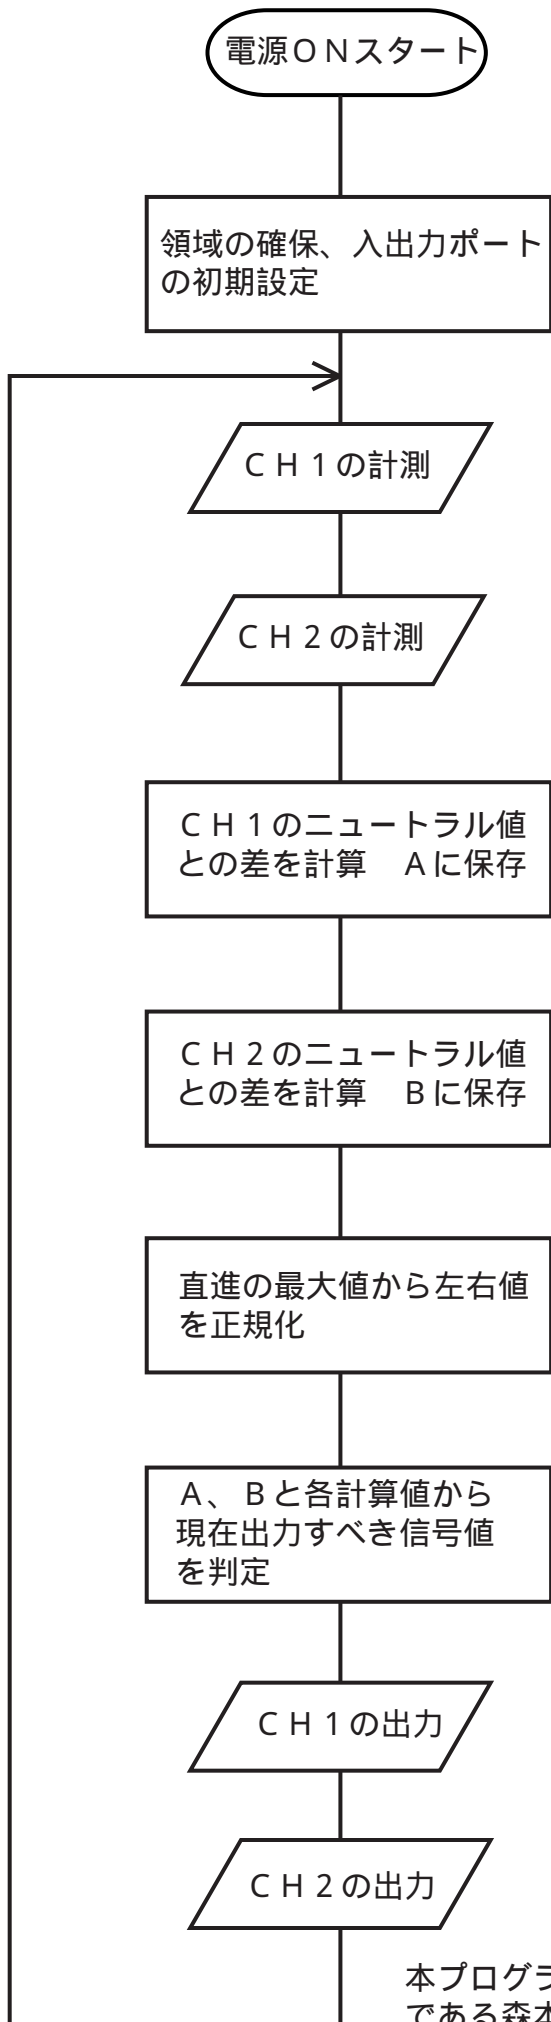 電源ＯＮスタート
領域の確保、入出力ポート
の初期設定
ＣＨ１の計測
ＣＨ２の計測
ＣＨ１のニュートラル値
との差を計算　Ａに保存
ＣＨ２のニュートラル値
との差を計算　Ｂに保存
直進の最大値から左右値
を正規化
Ａ、Ｂと各計算値から
現在出力すべき信号値
を判定
ＣＨ１の出力
ＣＨ２の出力
本プログラ
である森本